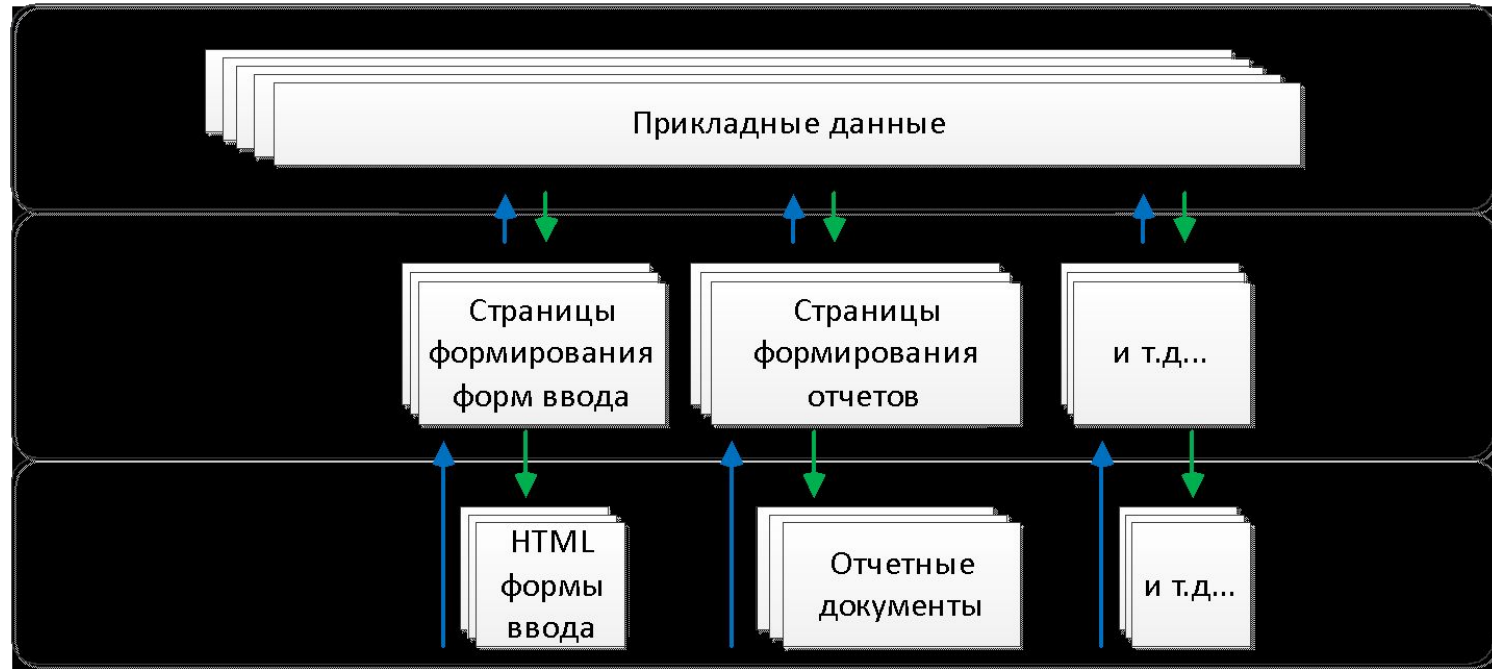 Прикладные данные
Страницы
формирования
форм ввода
Страницы
формирования
отчетов
и т.д...
HTML
формы
ввода
Отчетные
документы
и т.д...